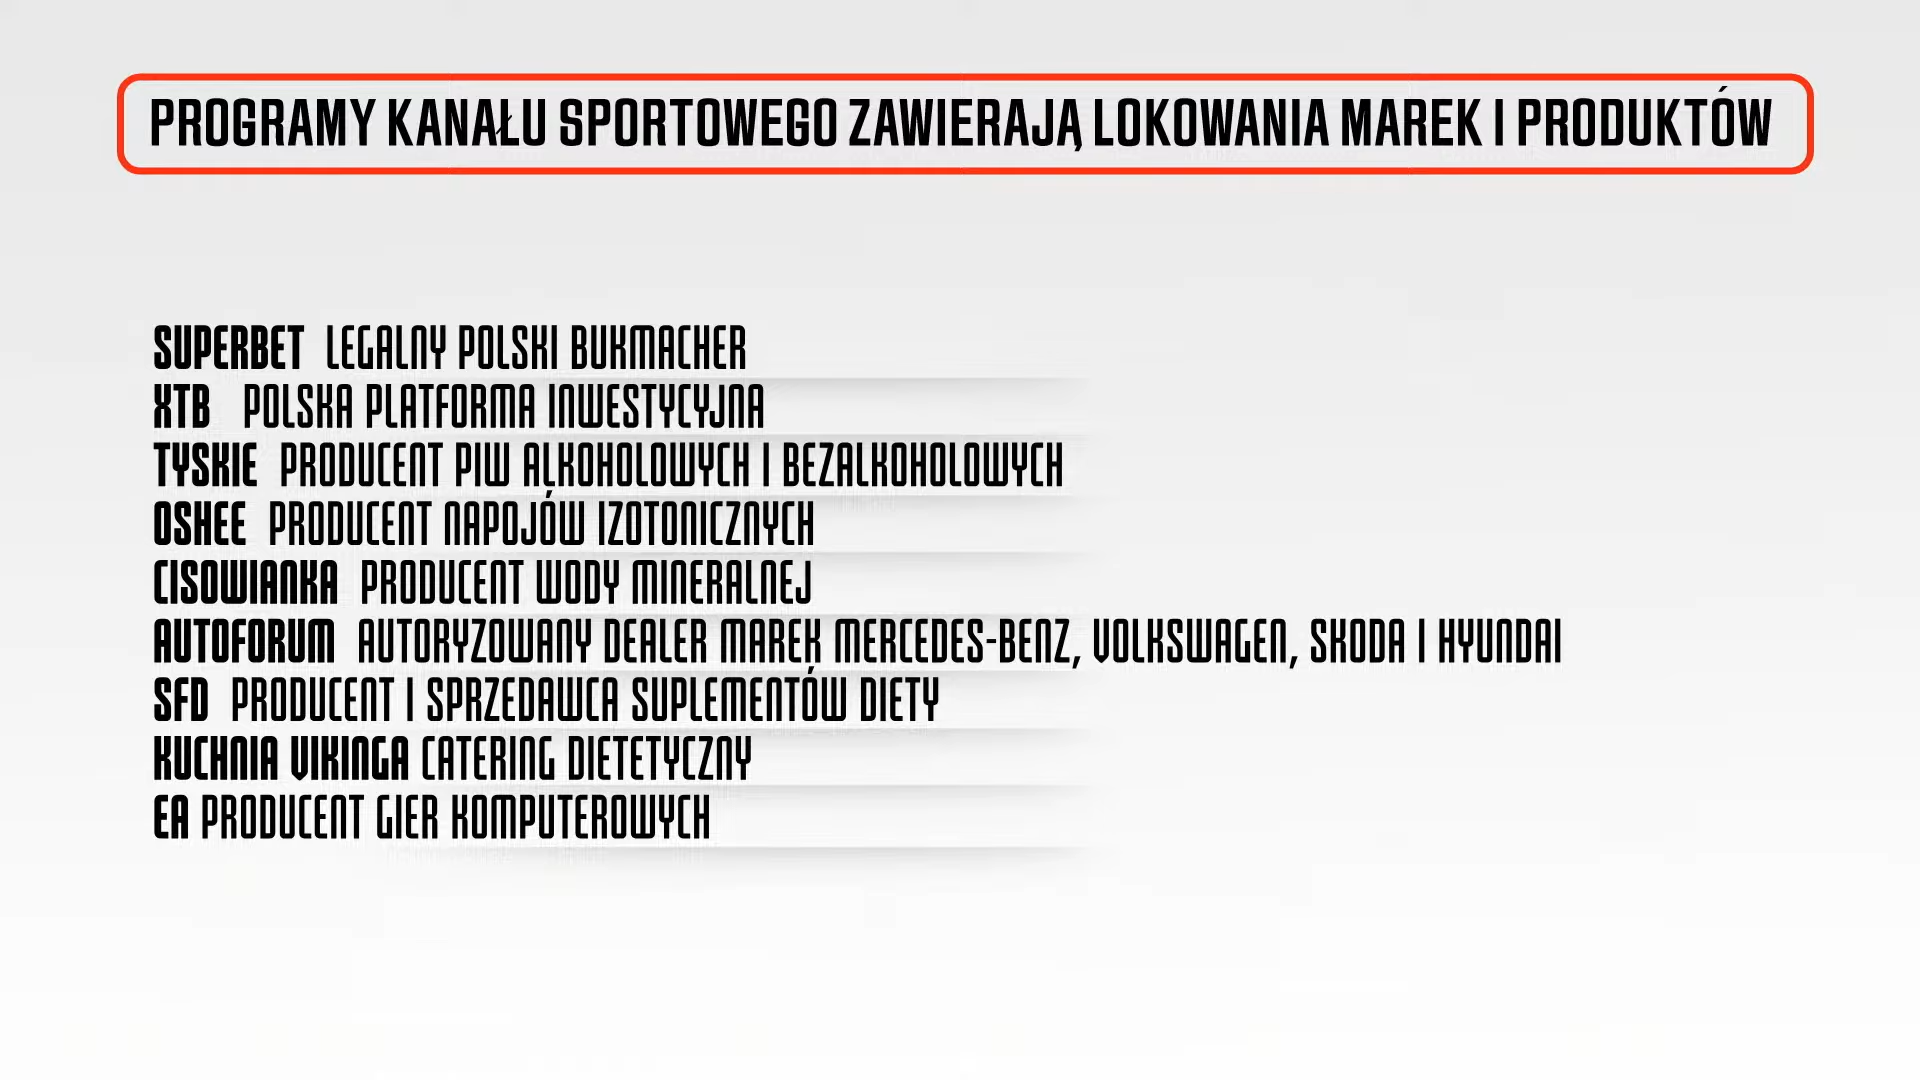 PROGRAMY KANAŁU SPORTOWEGO ZAWIERAJĄ LOKOWANIA MAREK I PRODUKTÓW
SUPERBET LEGALNY POLSKI BUKMACHER
XTB POLSKA PLATFORMA INWESTYCYJNA
TYSKIE PRODUCENT PIW ALKOHOLOWYCH I BEZALKOHOLOWYCH
OSHEE PRODUCENT NAPOJÓW IZOTONICZNYCH
CISOWIANKA PRODUCENT WODY MINERALNEJ
AUTOFORUM AUTORYZOWANY DEALER MAREK MERCEDES-BENZ, VOLKSWAGEN, SKODA I HYUNDAI
SFD PRODUCENT I SPRZEDAWCA SUPLEMENTÓW DIETY
KUCHNIA VIKINGA CATERING DIETETYCZNY
EA PRODUCENT GIER KOMPUTEROWYCH